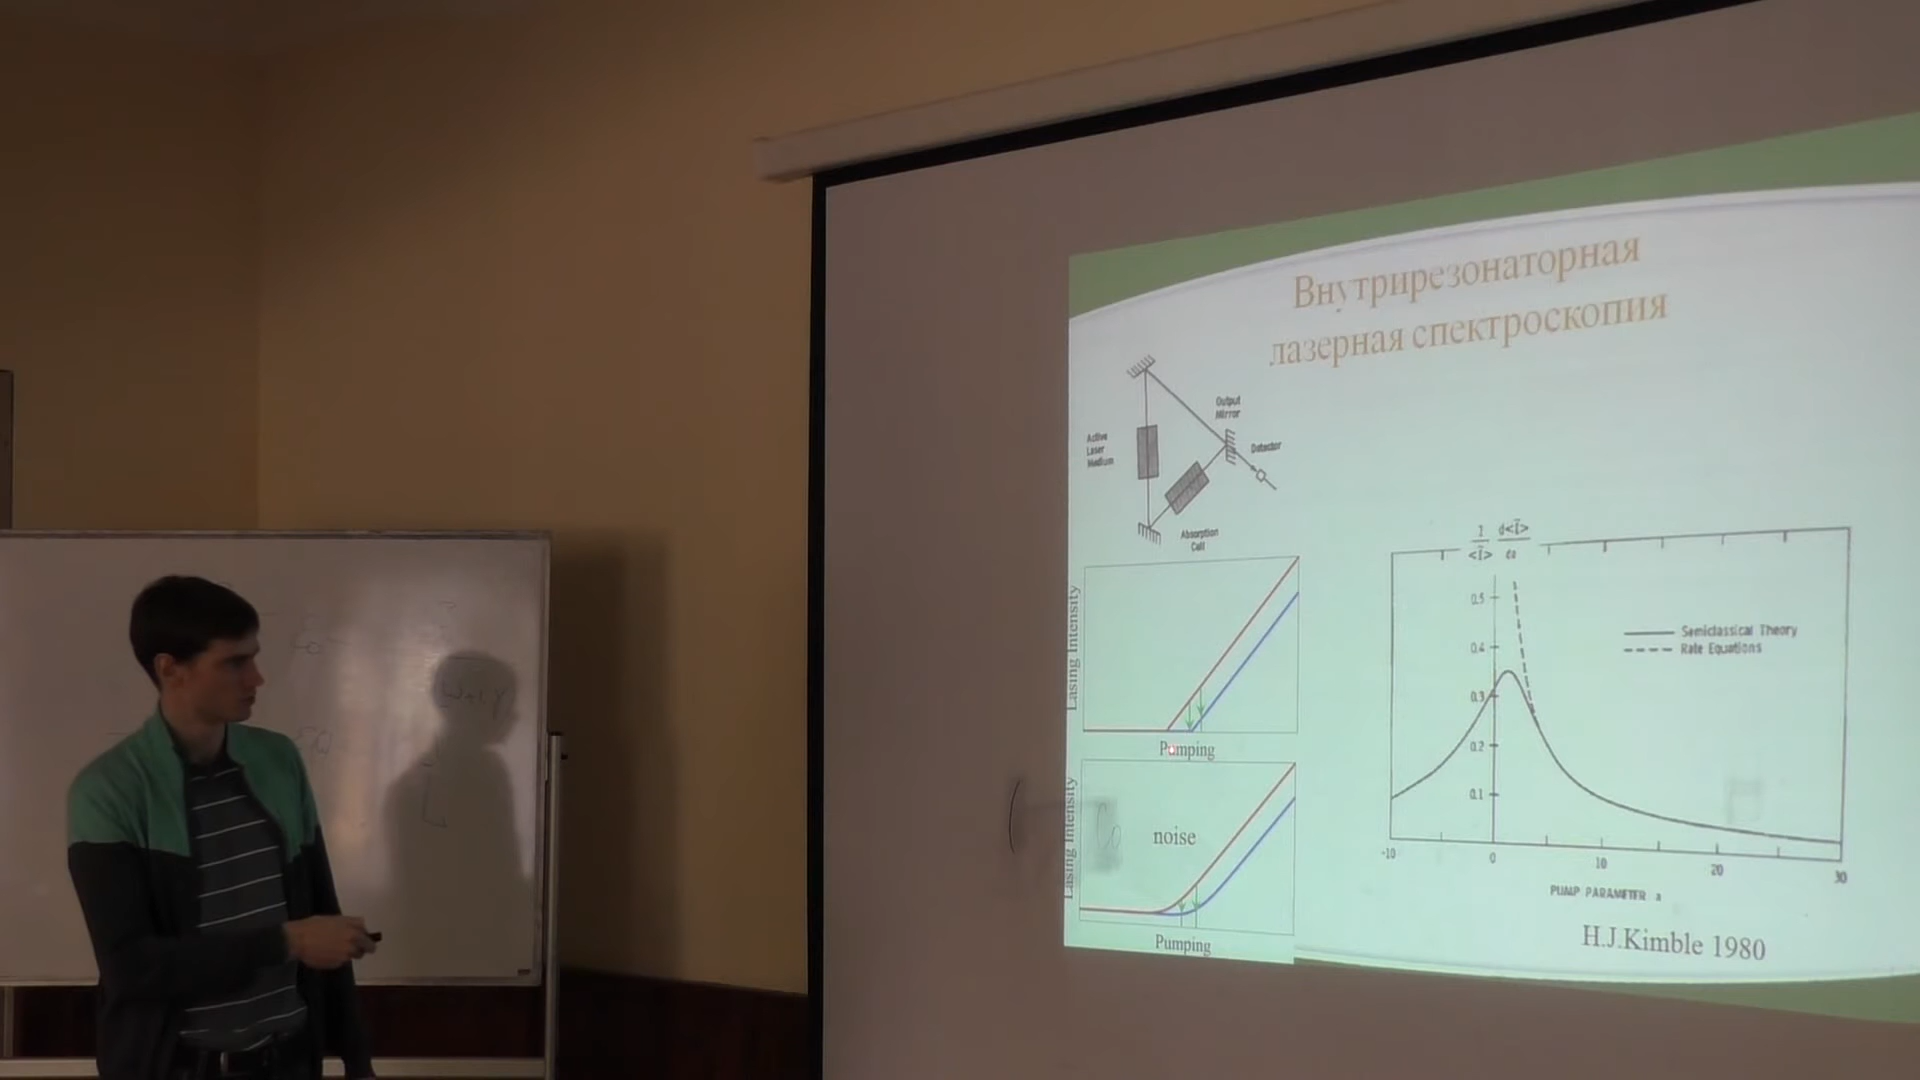 Внутрирезонаторная
лазерная спектроскопия
Output
Mirror
Active
Laser
Medium
Detector
Absorption
Cell
Lasing Intensity
Pumping
Lasing Intensity
noise
Pumping
1 d<Ĩ>
<Ĩ>
0.5
0.4
0.3
0.2
0.1
Semiclassical Theory
Rate Equations
-10 0 10 20 30
PUMP PARAMETER a
H.J.Kimble 1980